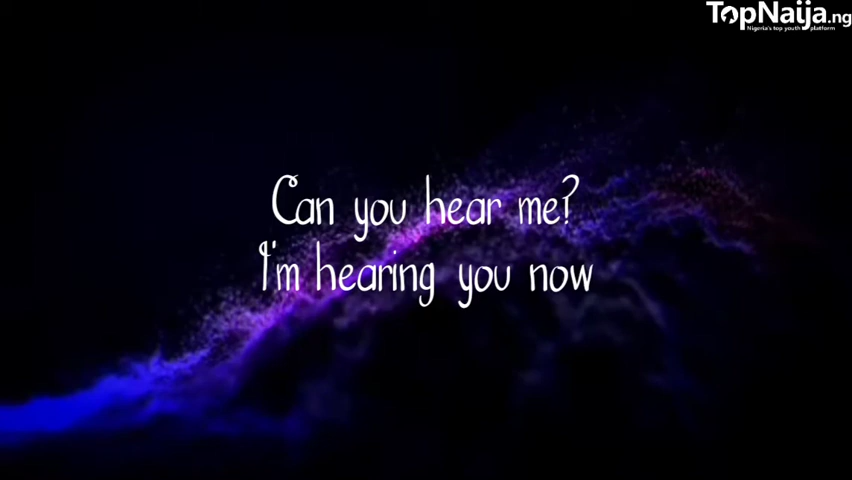 TopNaija.ng
Nigeria's top youth platform
Can you hear me?
I'm hearing you now